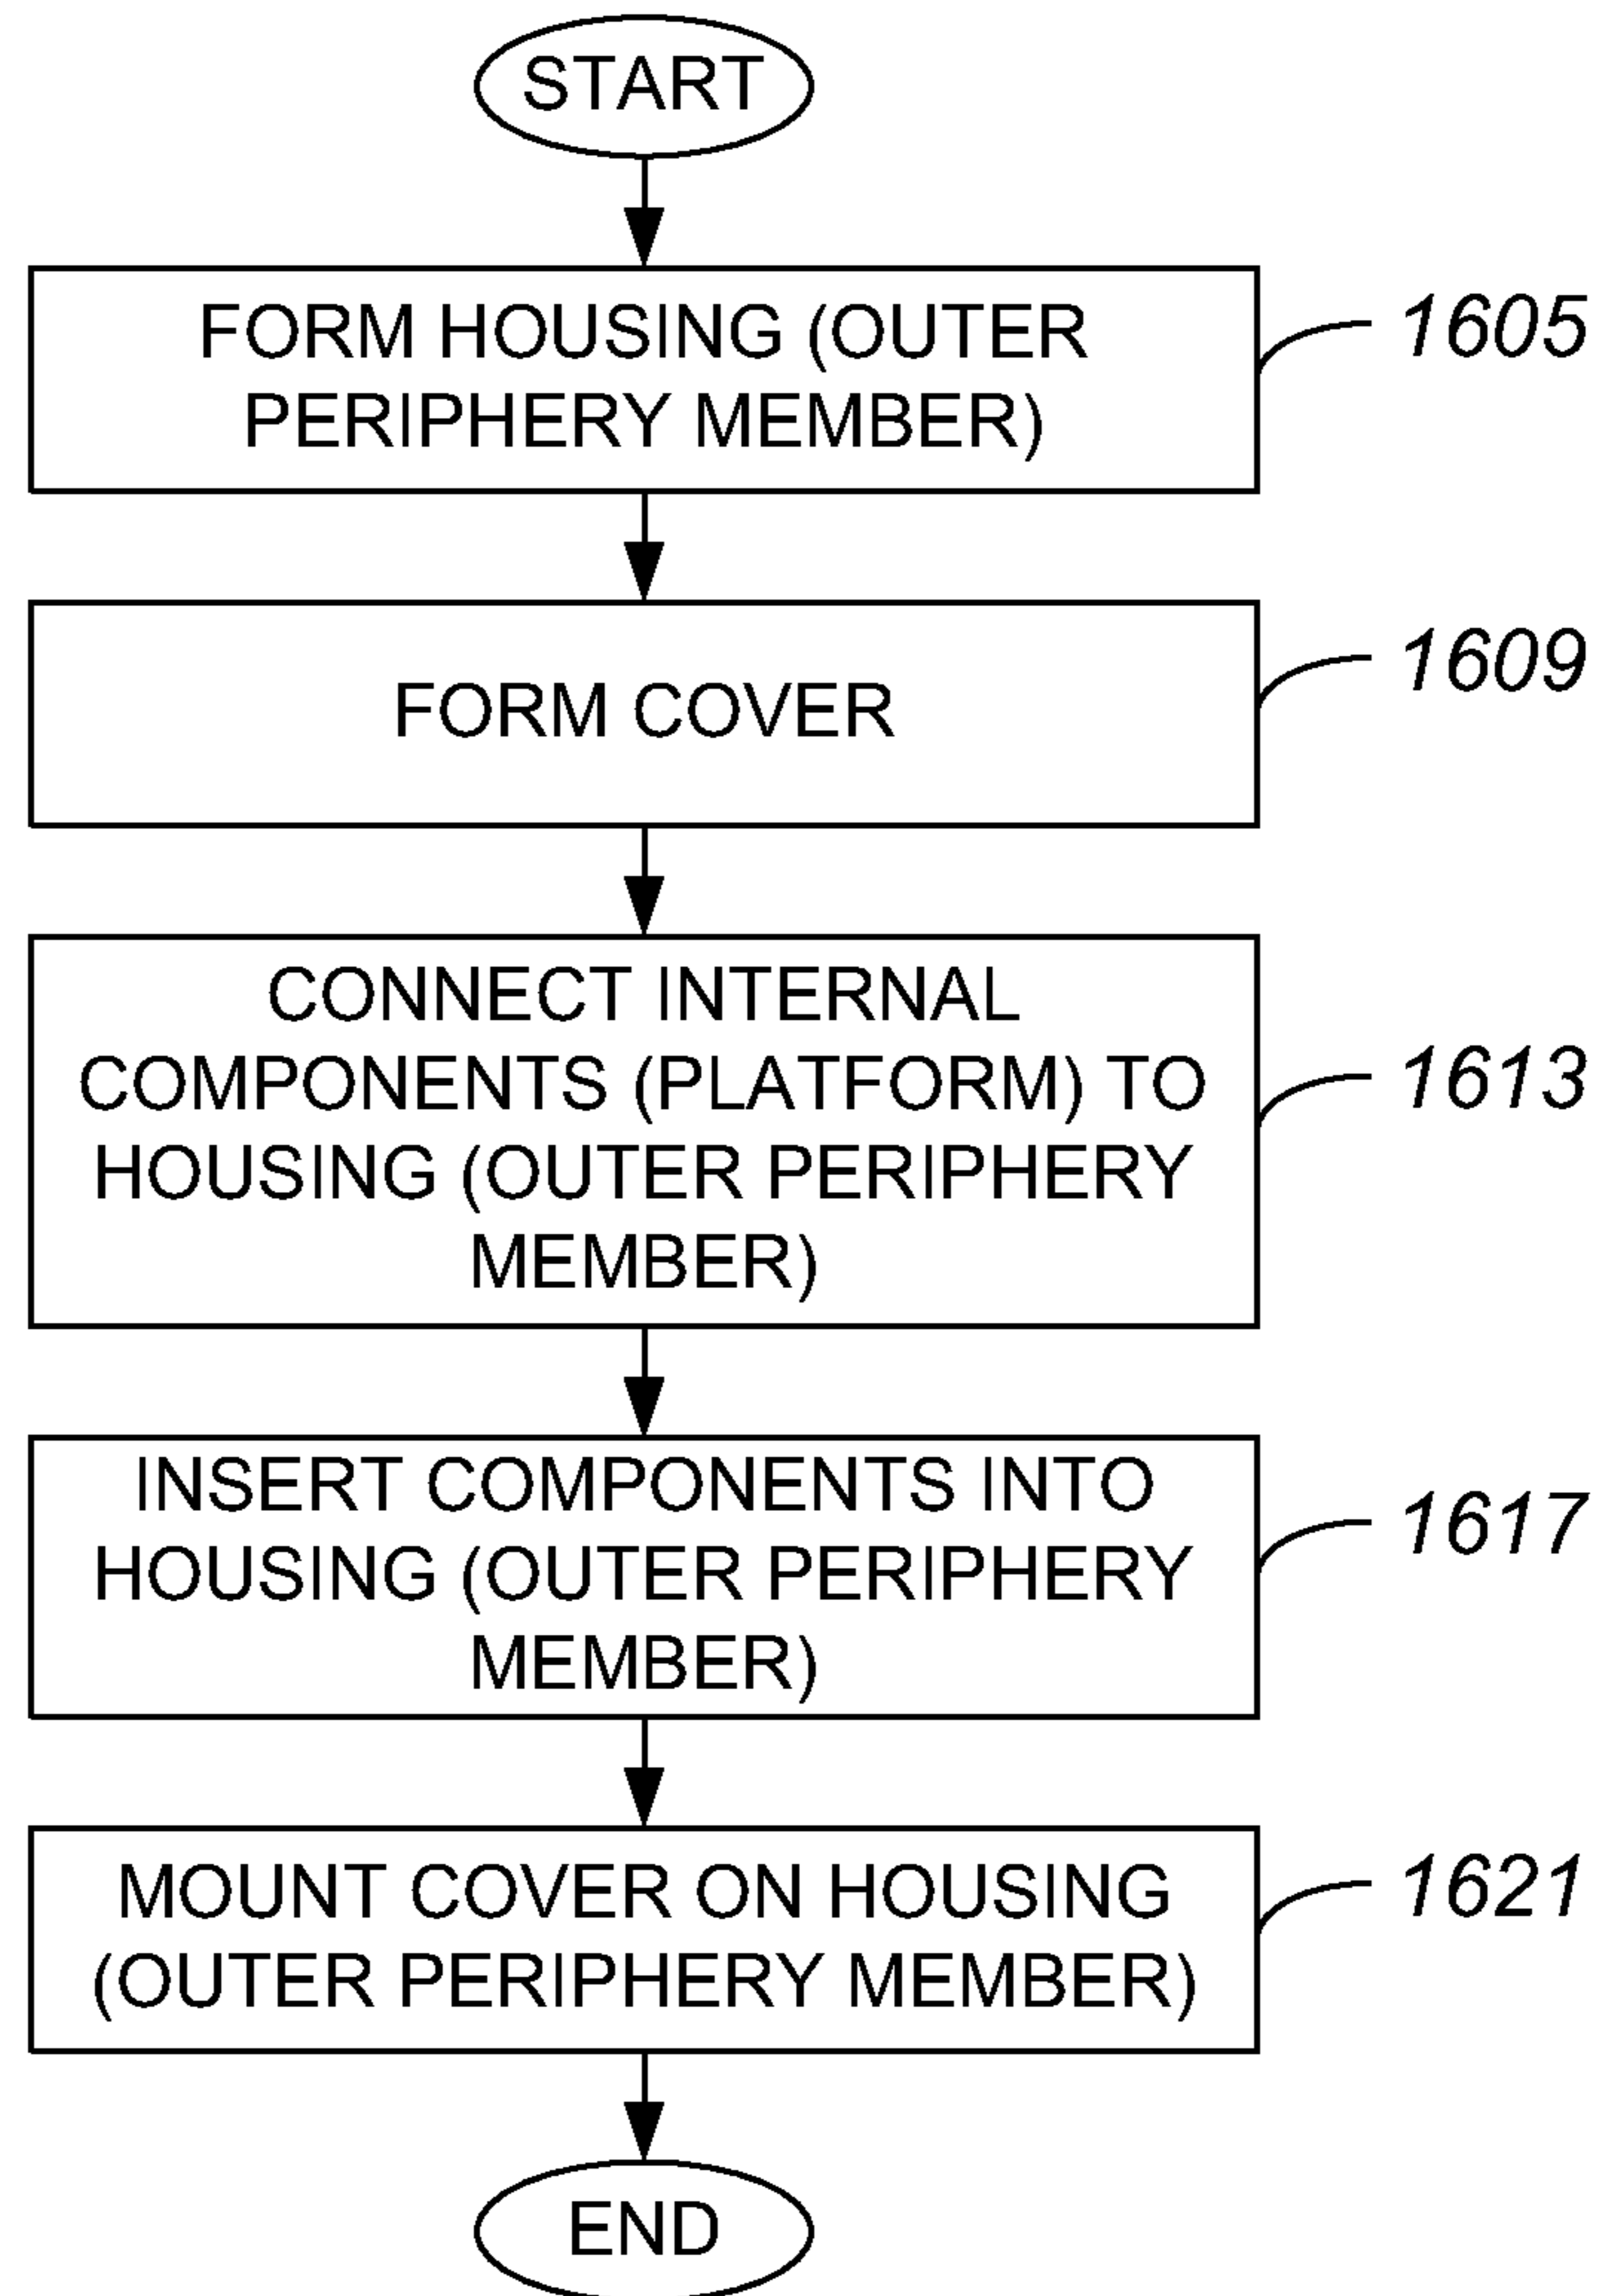 START
FORM HOUSING (OUTER
PERIPHERY MEMBER)
1605
FORM COVER
1609
CONNECT INTERNAL
COMPONENTS (PLATFORM) TO
HOUSING (OUTER PERIPHERY
MEMBER)
1613
INSERT COMPONENTS INTO
HOUSING (OUTER PERIPHERY
MEMBER)
1617
MOUNT COVER ON HOUSING
(OUTER PERIPHERY MEMBER)
1621
END